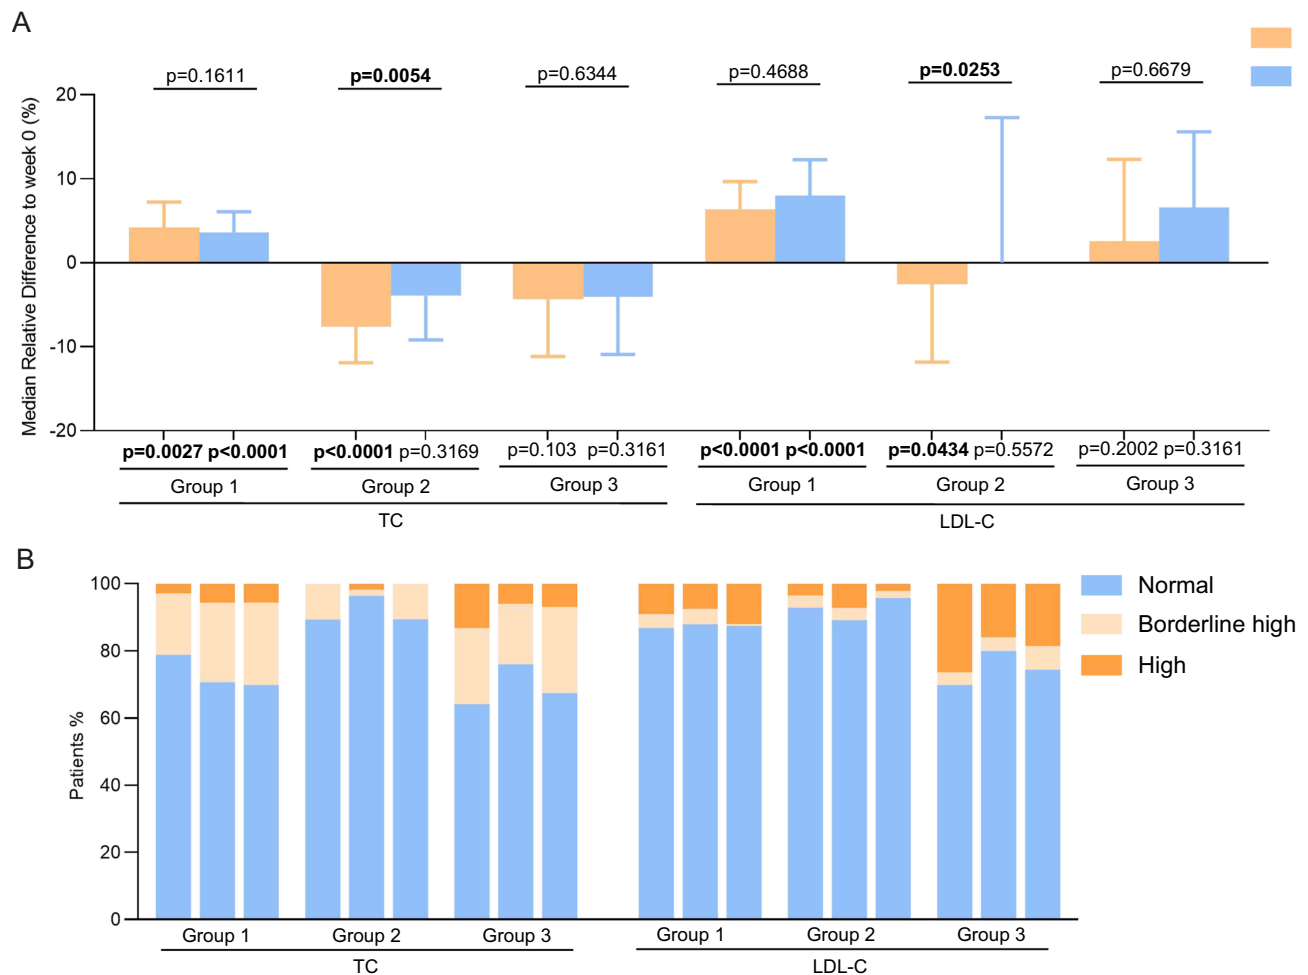 A
p=0.1611 p=0.0054 p=0.6344 p=0.4688 p=0.0253 p=0.6679
Median Relative Difference to week 0 (%)
20
10
0
-10
-20
p=0.0027 p<0.0001 p<0.0001 p=0.3169 p=0.103 p=0.3161 p<0.0001 p<0.0001 p=0.0434 p=0.5572 p=0.2002 p=0.3161
Group 1 Group 2 Group 3 Group 1 Group 2 Group 3
TC LDL-C
B
Patients %
100
80
60
40
20
0
Normal
Borderline high
High
Group 1 Group 2 Group 3 Group 1 Group 2 Group 3
TC LDL-C